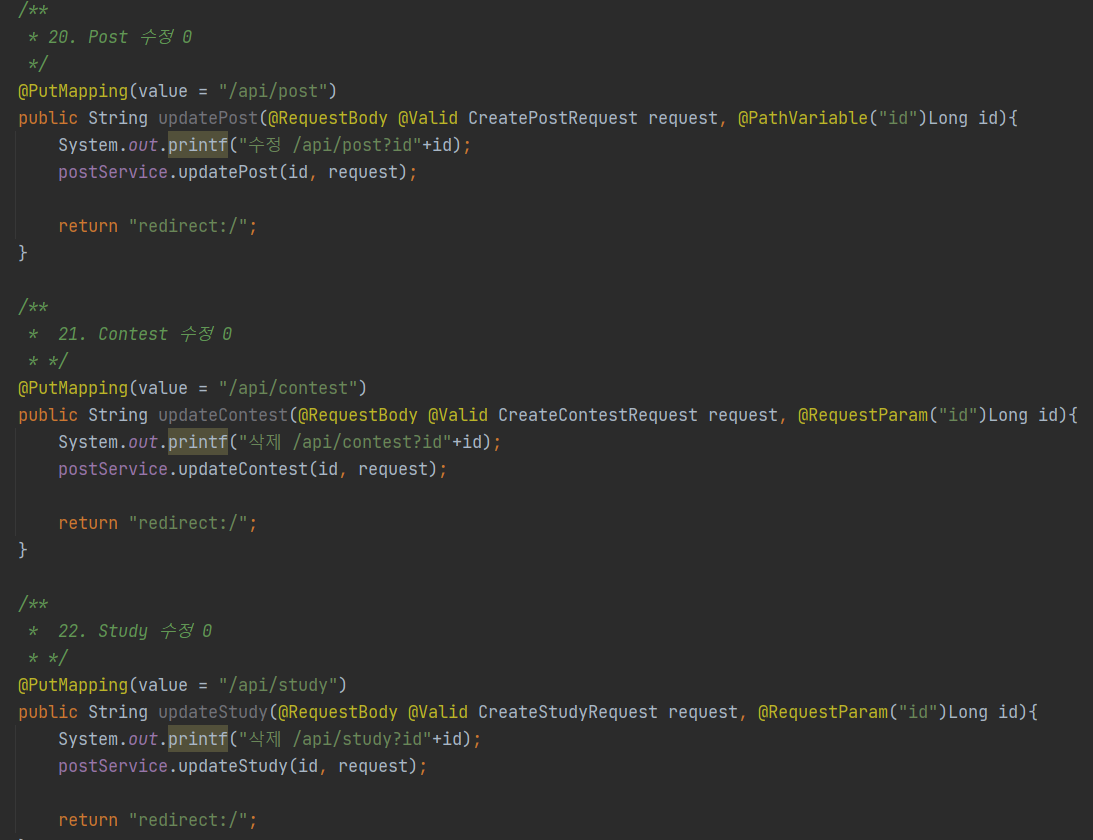 /**
 * 20. Post 수정 0
 */
@PutMapping(value = "/api/post")
public String updatePost(@RequestBody @Valid CreatePostRequest request, @PathVariable("id")Long id){
    System.out.printf("수정 /api/post?id"+id);
    postService.updatePost(id, request);

    return "redirect:/";
}

/**
 *  21. Contest 수정 0
 * */
@PutMapping(value = "/api/contest")
public String updateContest(@RequestBody @Valid CreateContestRequest request, @RequestParam("id")Long id){
    System.out.printf("삭제 /api/contest?id"+id);
    postService.updateContest(id, request);

    return "redirect:/";
}

/**
 *  22. Study 수정 0
 * */
@PutMapping(value = "/api/study")
public String updateStudy(@RequestBody @Valid CreateStudyRequest request, @RequestParam("id")Long id){
    System.out.printf("삭제 /api/study?id"+id);
    postService.updateStudy(id, request);

    return "redirect:/";